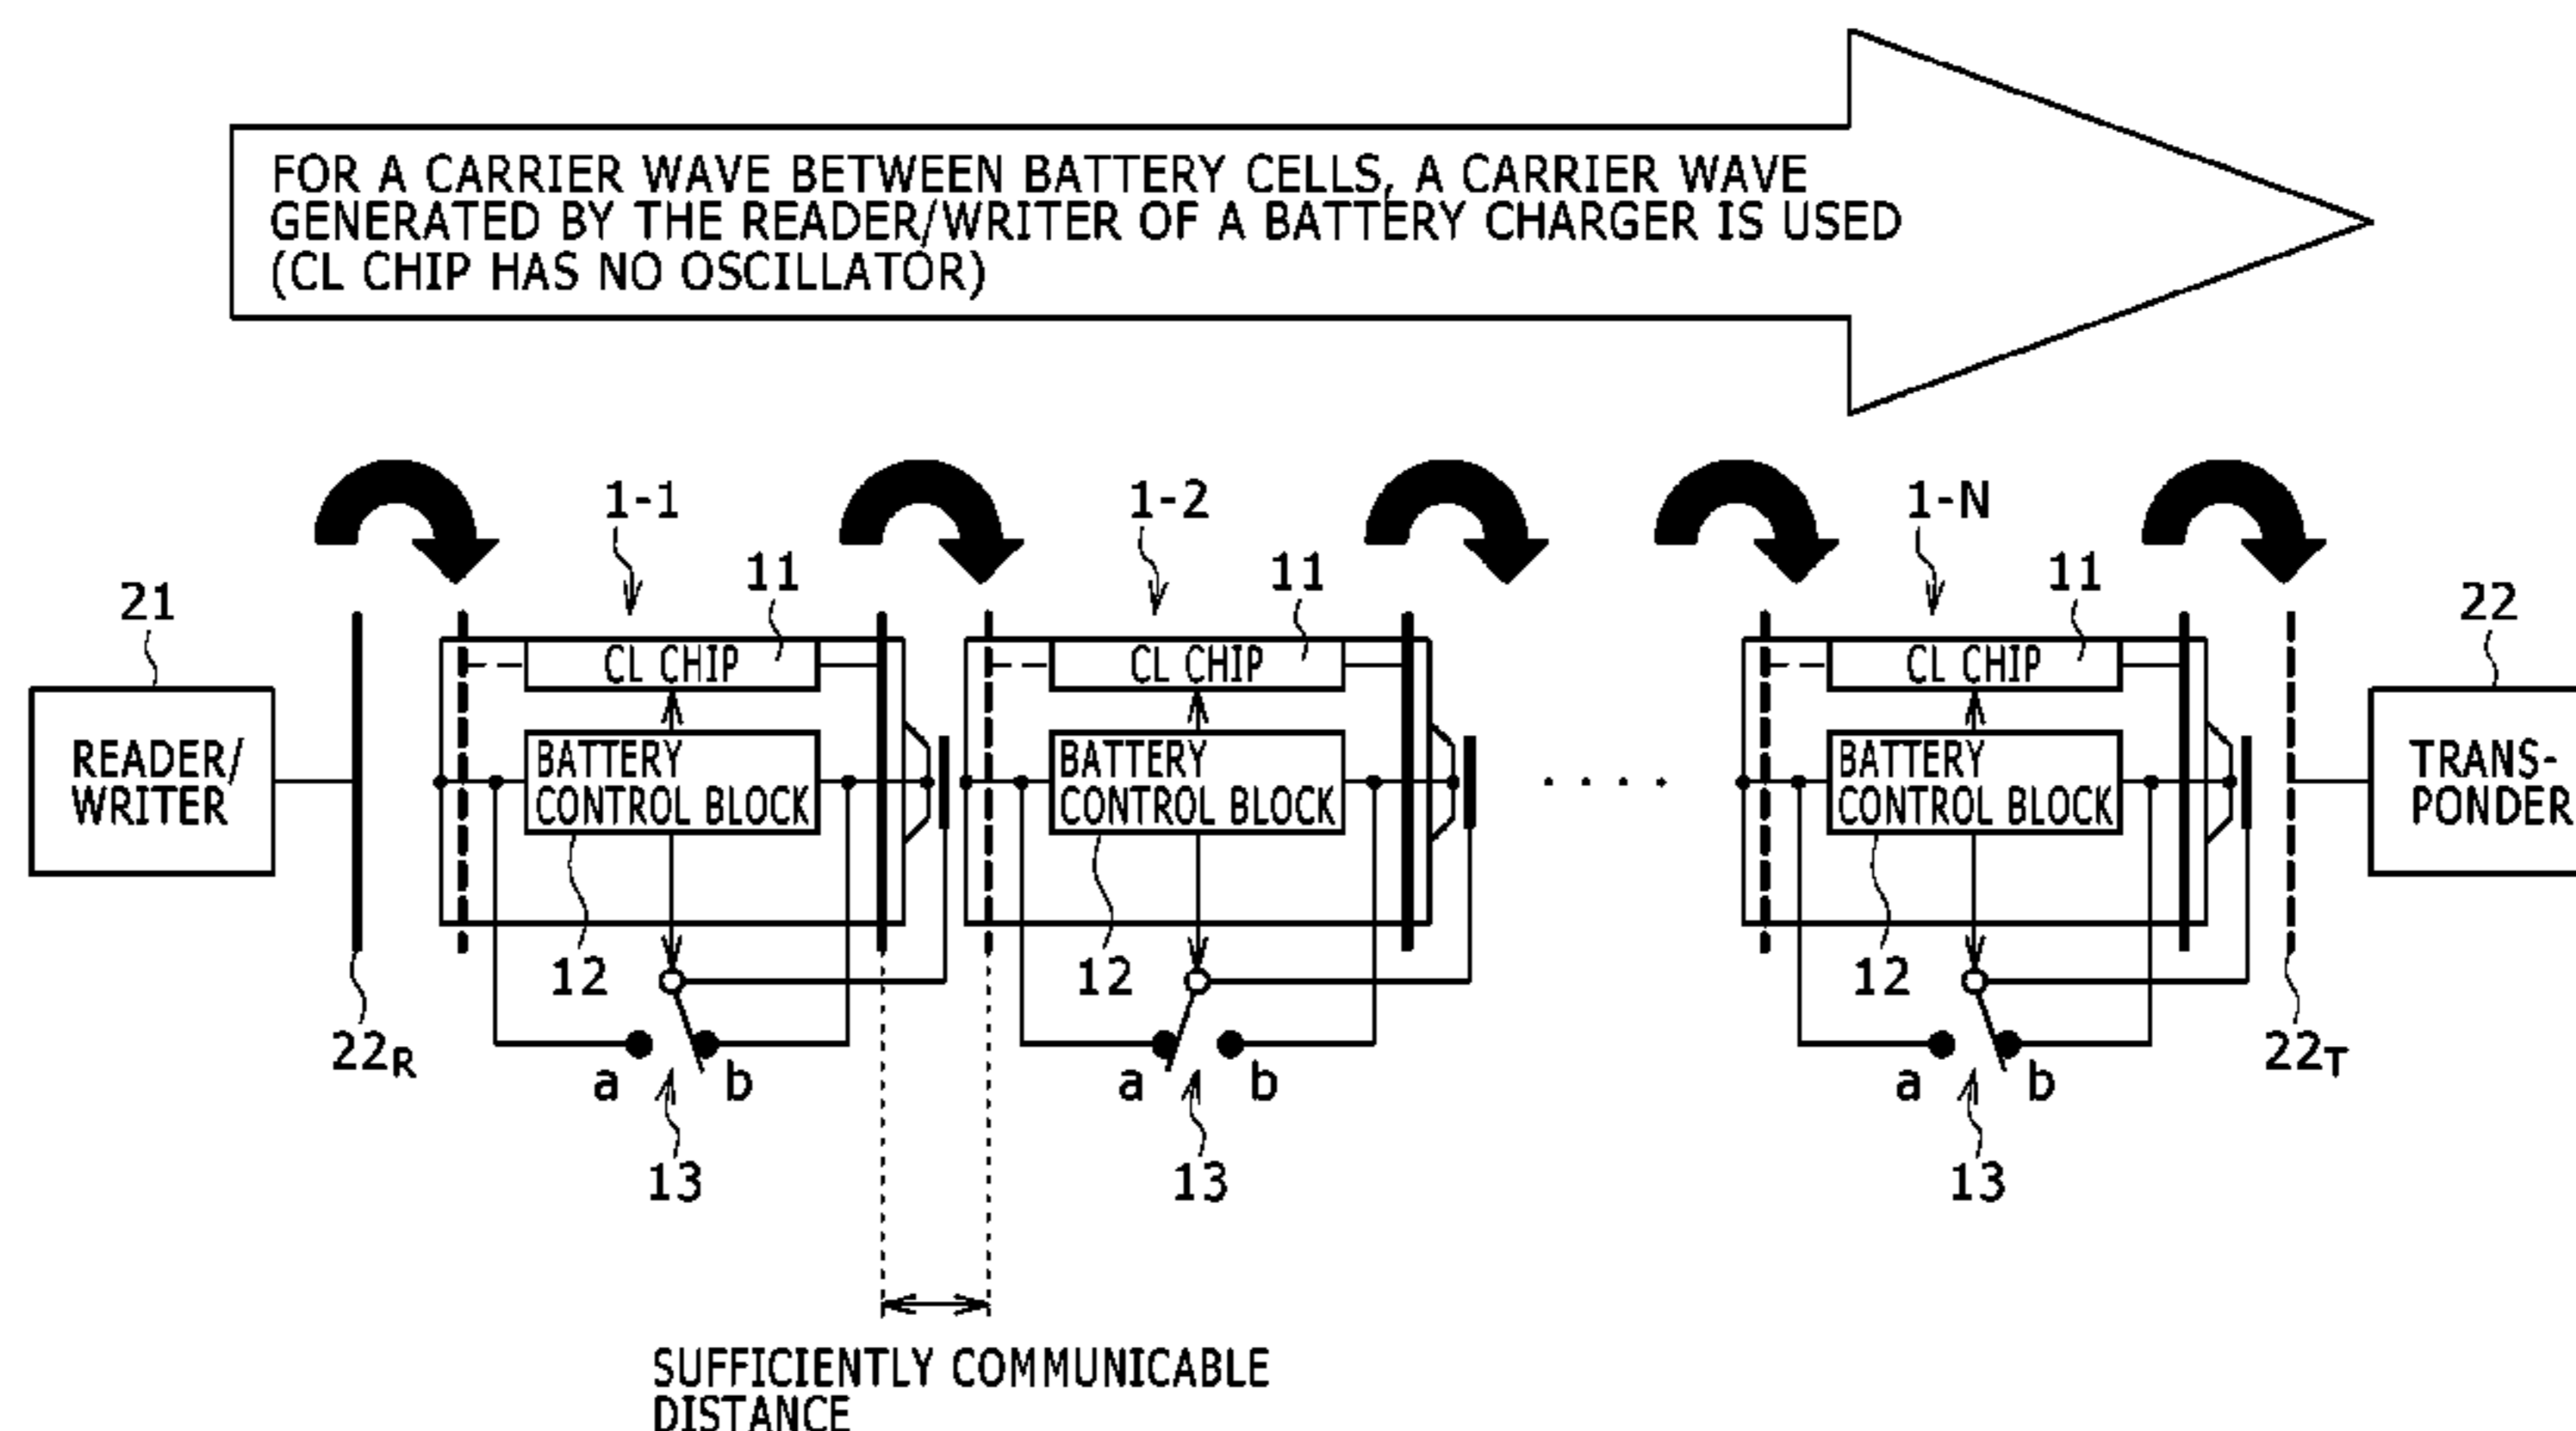 FOR A CARRIER WAVE BETWEEN BATTERY CELLS, A CARRIER WAVE
GENERATED BY THE READER/WRITER OF A BATTERY CHARGER IS USED
(CL CHIP HAS NO OSCILLATOR)
1-1
1-2
1-N
21
11
11
11
22
CL CHIP
CL CHIP
CL CHIP
READER/
WRITER
BATTERY
CONTROL BLOCK
BATTERY
CONTROL BLOCK
. . . .
BATTERY
CONTROL BLOCK
TRANS-
PONDER
12
12
12
22R
a
b
a
b
a
b
22T
13
13
13
SUFFICIENTLY COMMUNICABLE
DISTANCE